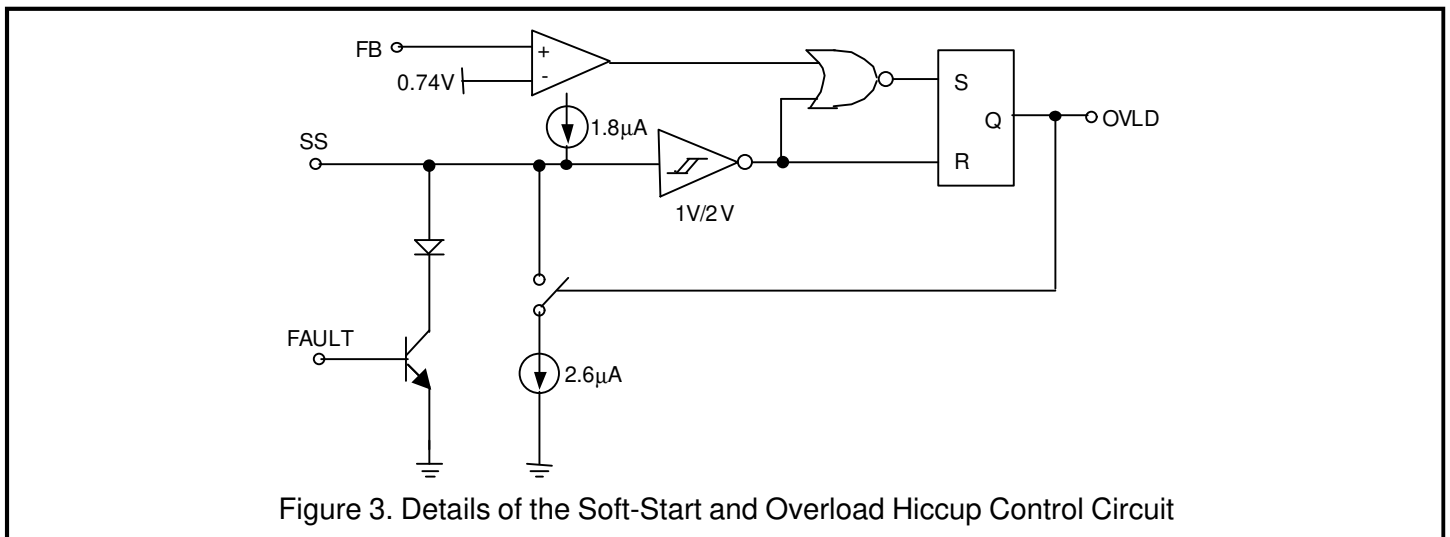 FB
+
0.74V
-
S
Q
OVLD
1.8µA
SS
R
1V/2V
FAULT
2.6µA
Figure 3. Details of the Soft-Start and Overload Hiccup Control Circuit